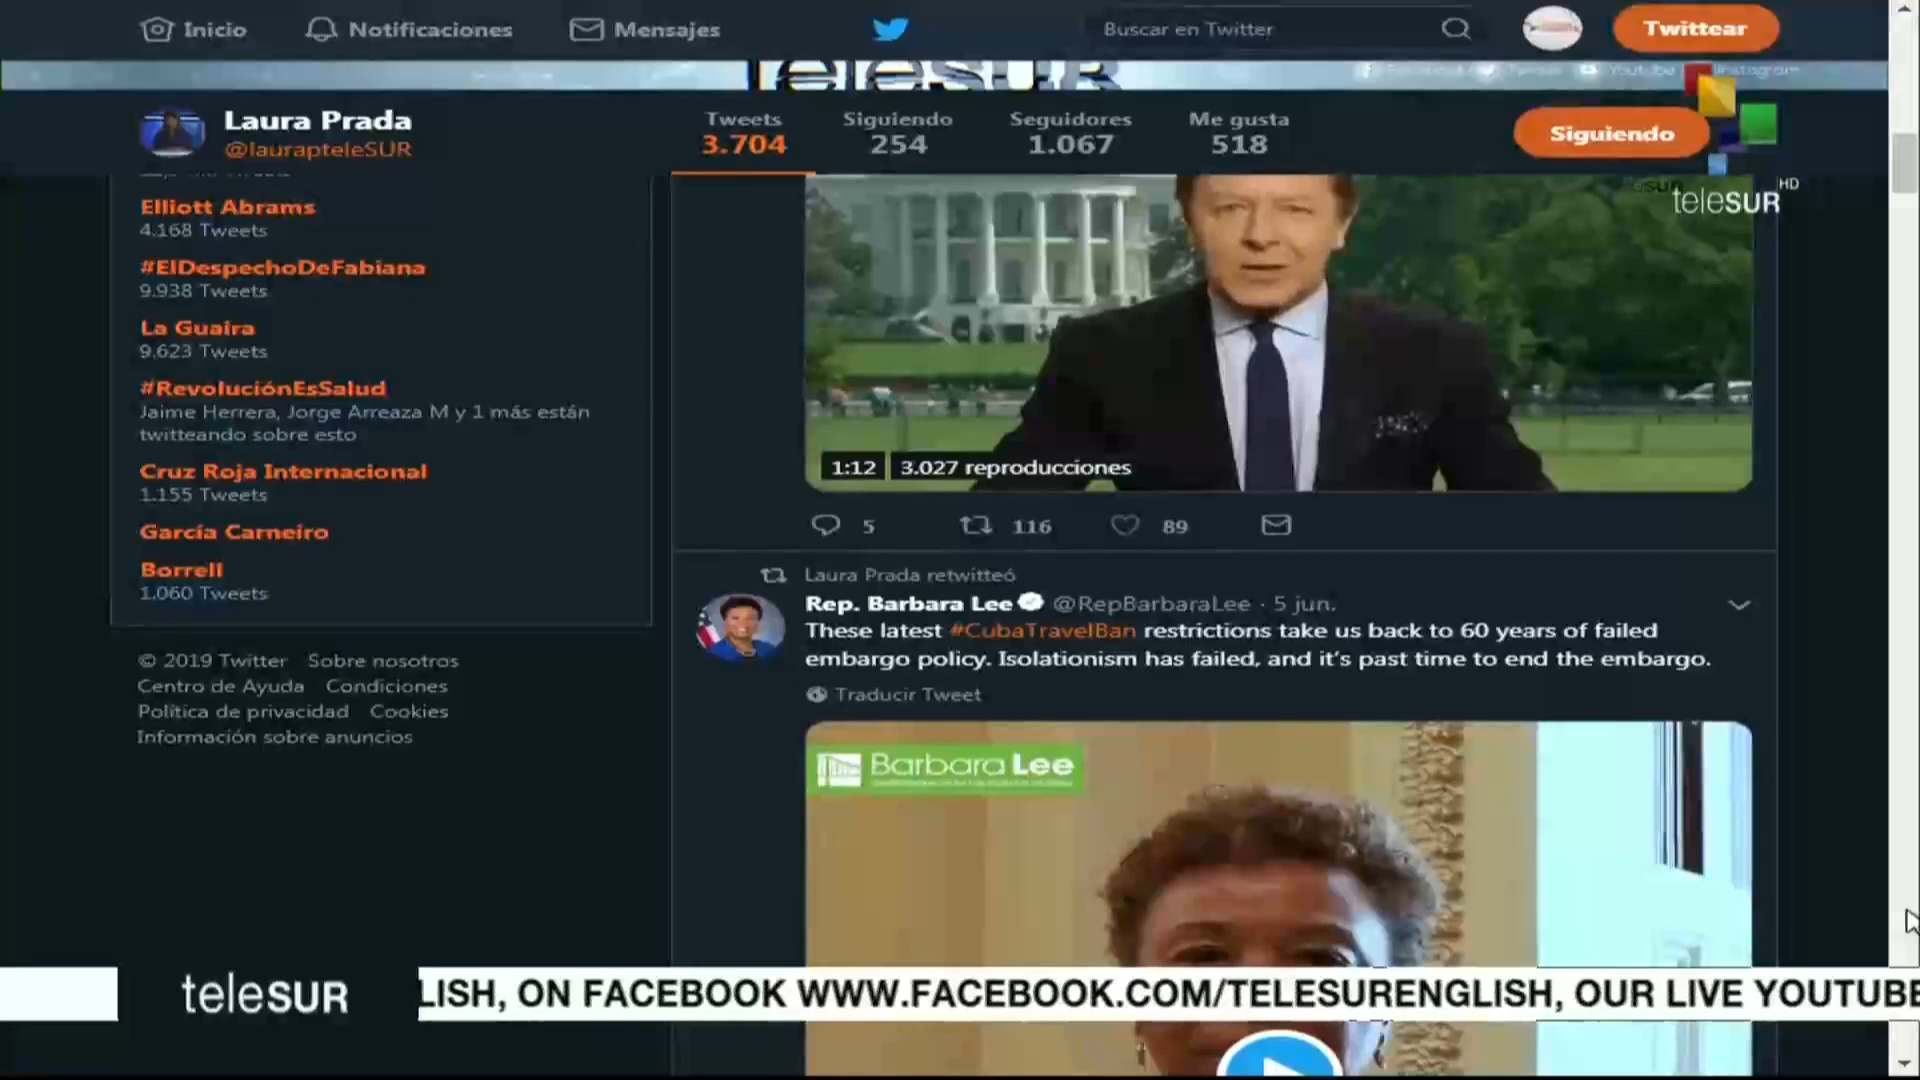 Inicio
Notificaciones
Mensajes
Buscar en Twitter
Twittear
teleSUR
Twitter
Youtube
Instagram
Laura Prada
@laurapteleSUR
Tweets
3.704
Siguiendo
254
Seguidores
1.067
Me gusta
518
Siguiendo
teleSUR HD
Elliott Abrams
4.168 Tweets
#ElDespechoDeFabiana
9.938 Tweets
La Guaira
9.623 Tweets
#RevoluciónEsSalud
Jaime Herrera, Jorge Arreaza M y 1 más están
twitteando sobre esto
Cruz Roja Internacional
1.155 Tweets
García Carneiro
Borrell
1.060 Tweets
© 2019 Twitter Sobre nosotros
Centro de Ayuda Condiciones
Política de privacidad Cookies
Información sobre anuncios
1:12 3.027 reproducciones
5 116 89
Laura Prada retwitteó
Rep. Barbara Lee @RepBarbaraLee · 5 jun.
These latest #CubaTravelBan restrictions take us back to 60 years of failed
embargo policy. Isolationism has failed, and it's past time to end the embargo.
Traducir Tweet
Barbara Lee
teleSUR
LISH, ON FACEBOOK WWW.FACEBOOK.COM/TELESURENGLISH, OUR LIVE YOUTUBE